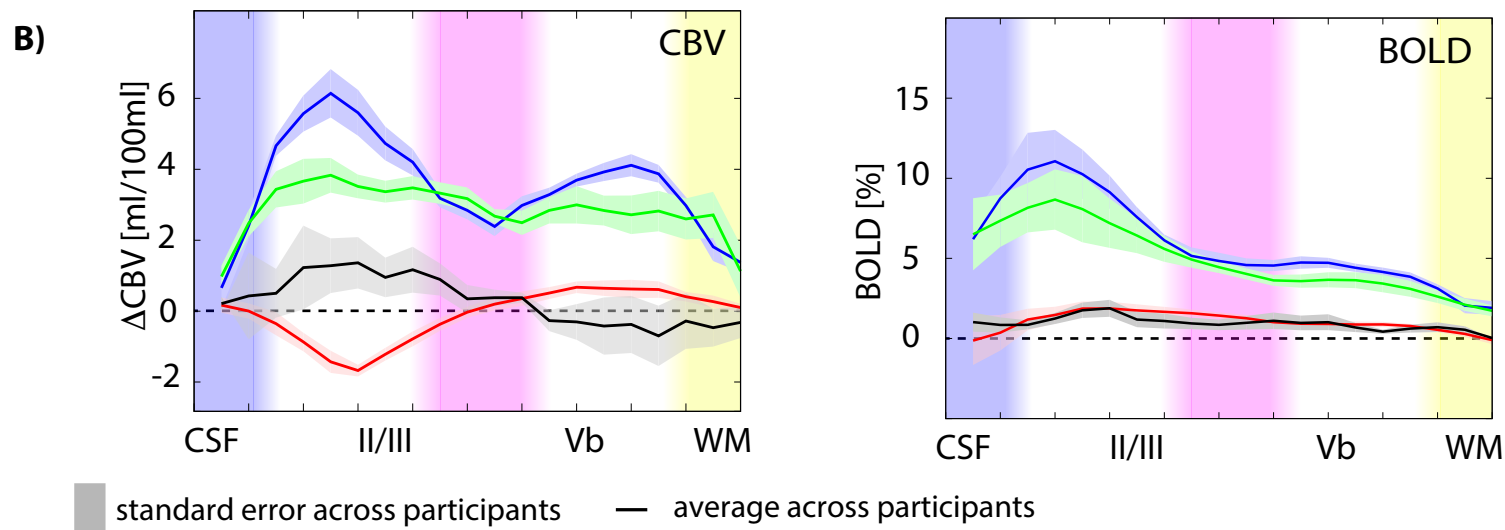 B)
CBV
ΔCBV [ml/100ml]
6
4
2
0
-2
CSF II/III Vb WM
BOLD
BOLD [%]
15
10
5
0
CSF II/III Vb WM
standard error across participants
average across participants